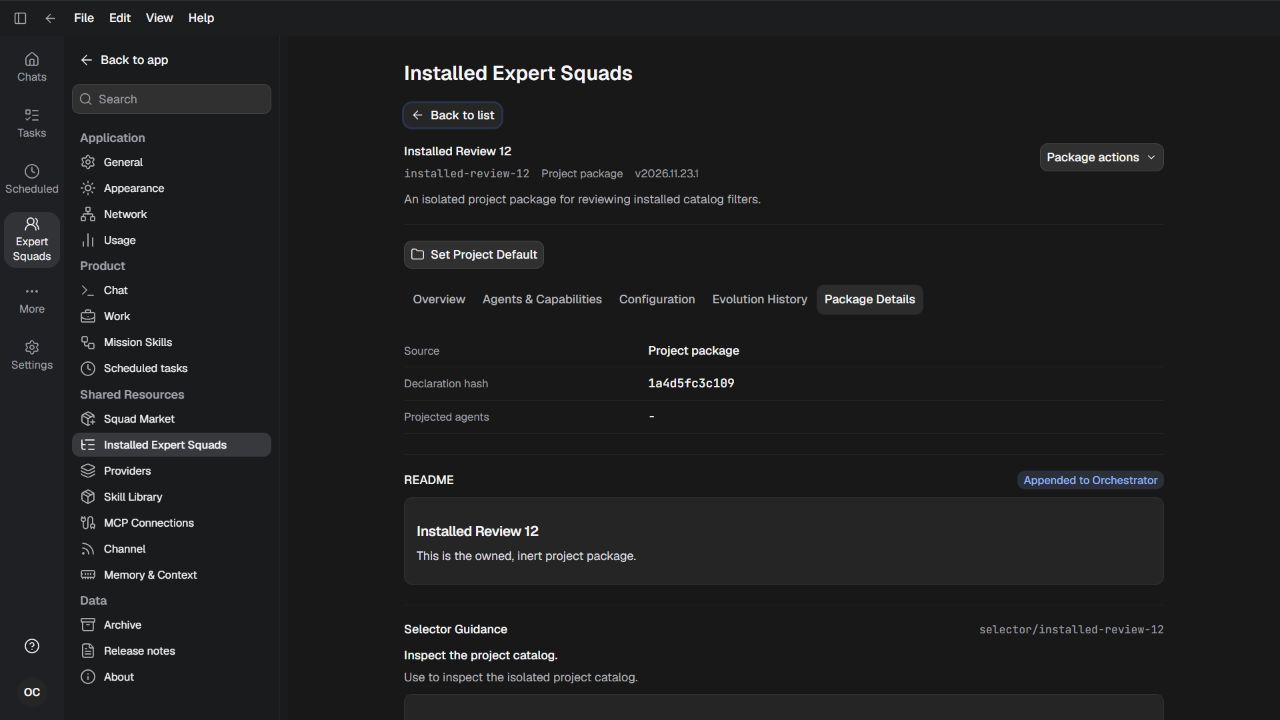 File Edit View Help
Chats
Tasks
Scheduled
Expert
Squads
More
Settings
OC
Back to app
Search
Application
General
Appearance
Network
Usage
Product
Chat
Work
Mission Skills
Scheduled tasks
Shared Resources
Squad Market
Installed Expert Squads
Providers
Skill Library
MCP Connections
Channel
Memory & Context
Data
Archive
Release notes
About
Installed Expert Squads
Back to list
Installed Review 12
Package actions
installed-review-12 Project package v2026.11.23.1
An isolated project package for reviewing installed catalog filters.
Set Project Default
Overview Agents & Capabilities Configuration Evolution History Package Details
Source Project package
Declaration hash 1a4d5fc3c109
Projected agents -
README Appended to Orchestrator
Installed Review 12
This is the owned, inert project package.
Selector Guidance selector/installed-review-12
Inspect the project catalog.
Use to inspect the isolated project catalog.